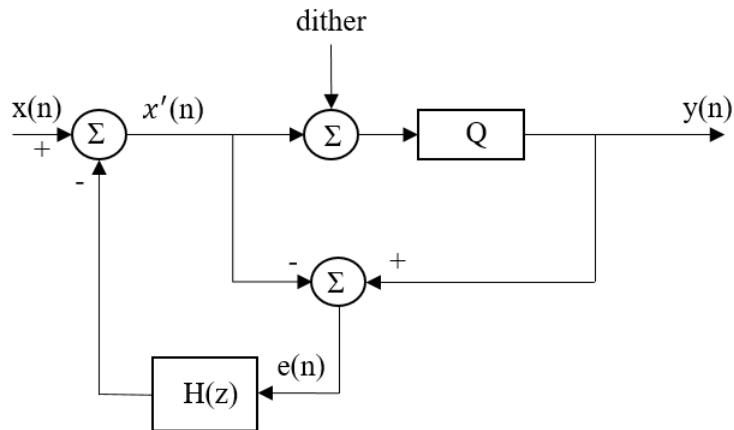 dither
x(n)
x′(n)
y(n)
Σ
Σ
Q
+
-
-
+
Σ
e(n)
H(z)